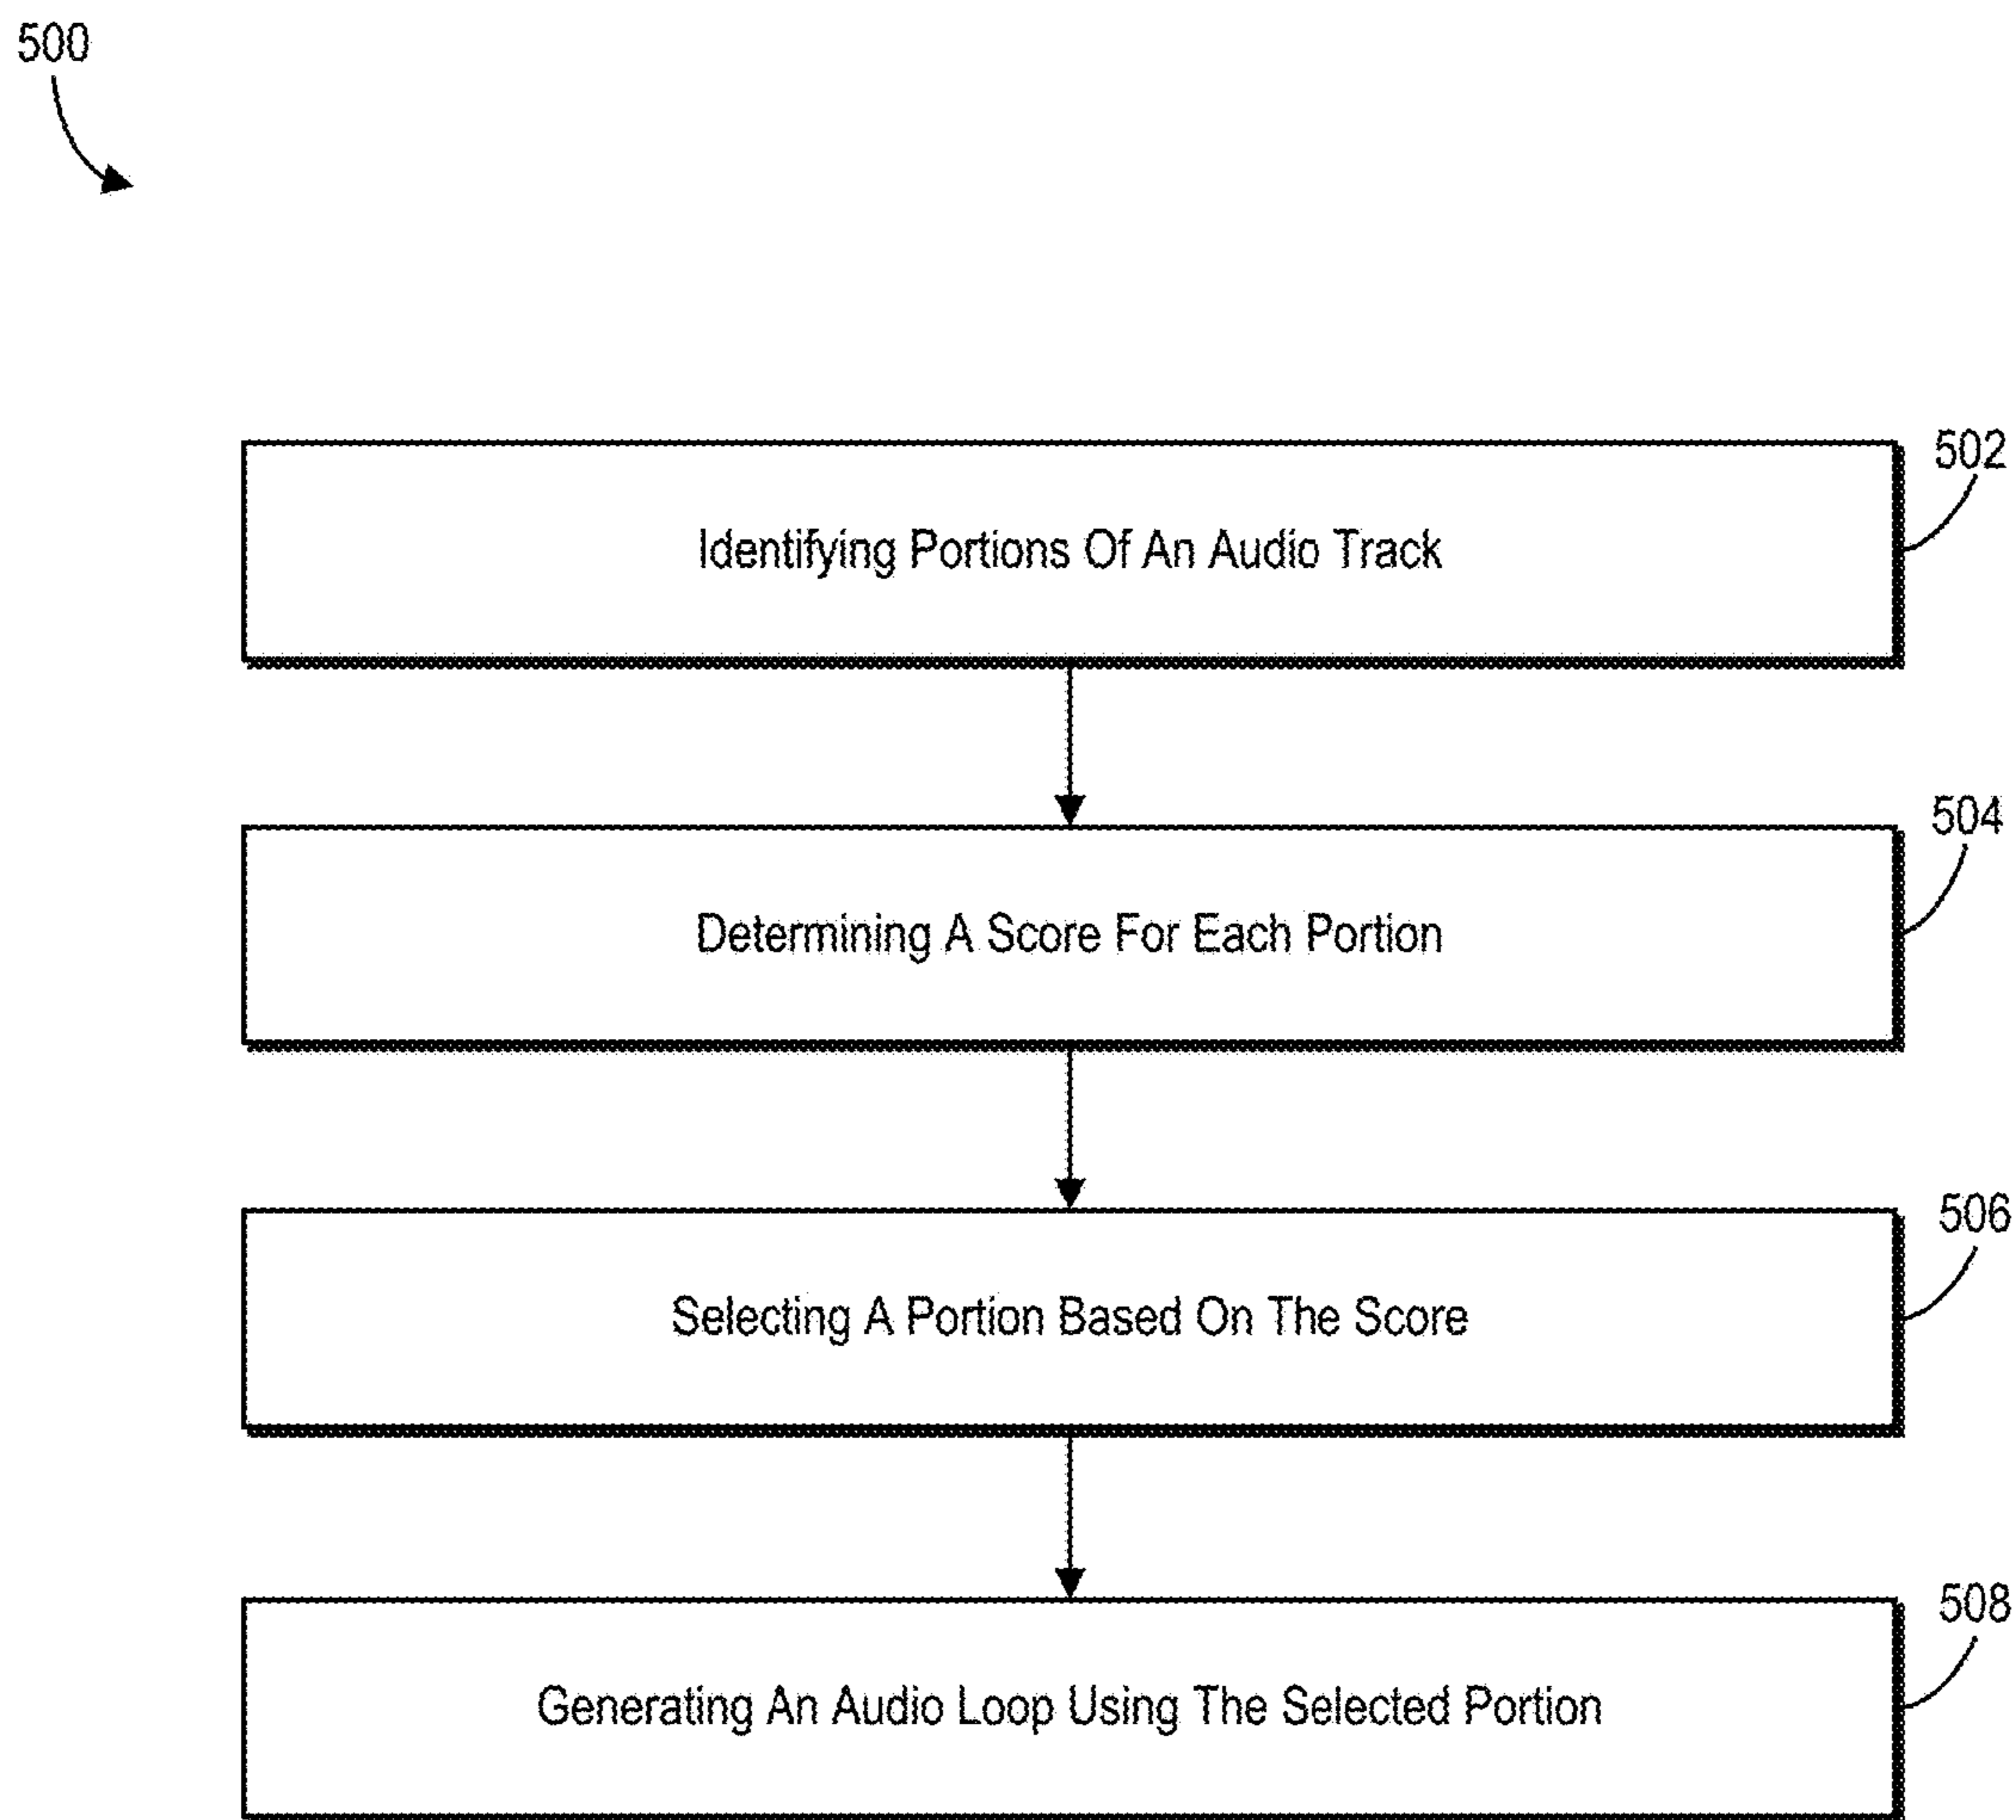 500
502
Identifying Portions Of An Audio Track
504
Determining A Score For Each Portion
506
Selecting A Portion Based On The Score
508
Generating An Audio Loop Using The Selected Portion